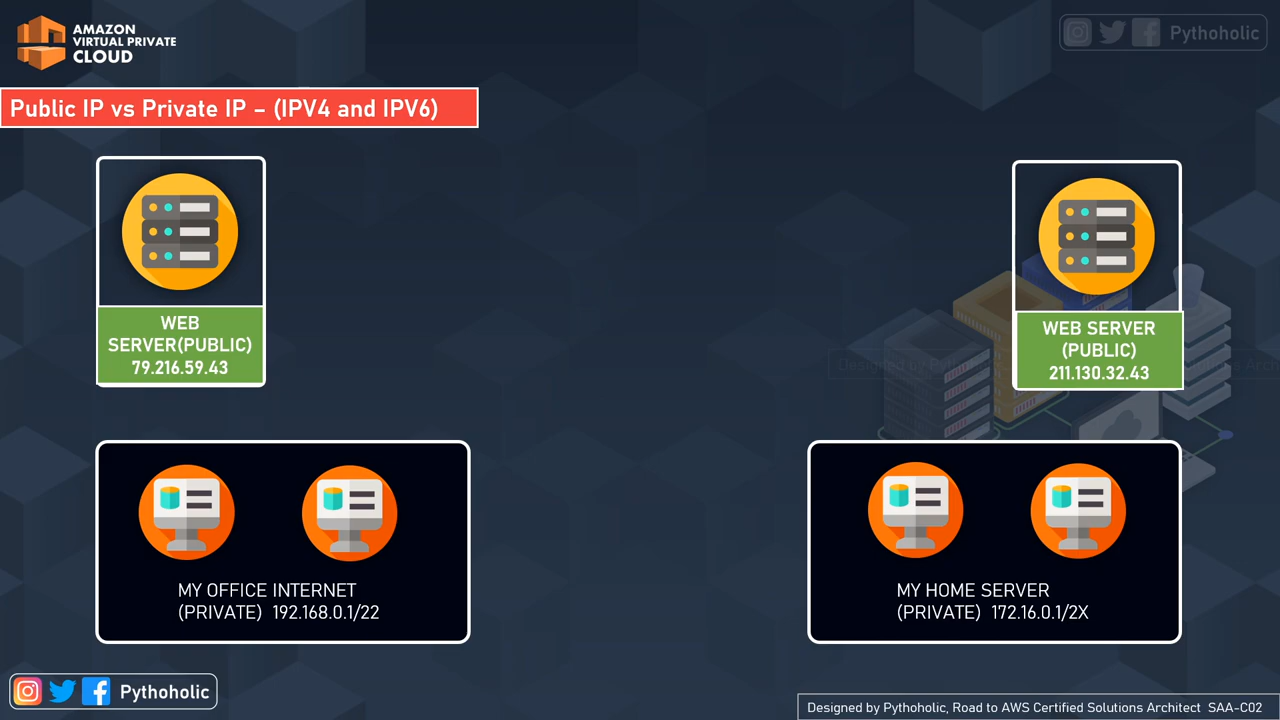 AMAZON
VIRTUAL PRIVATE
CLOUD
Pythoholic
Public IP vs Private IP – (IPV4 and IPV6)
WEB
SERVER(PUBLIC)
79.216.59.43
WEB SERVER
(PUBLIC)
211.130.32.43
MY OFFICE INTERNET
(PRIVATE) 192.168.0.1/22
MY HOME SERVER
(PRIVATE) 172.16.0.1/2X
Pythoholic
Designed by Pythoholic, Road to AWS Certified Solutions Architect SAA-C02